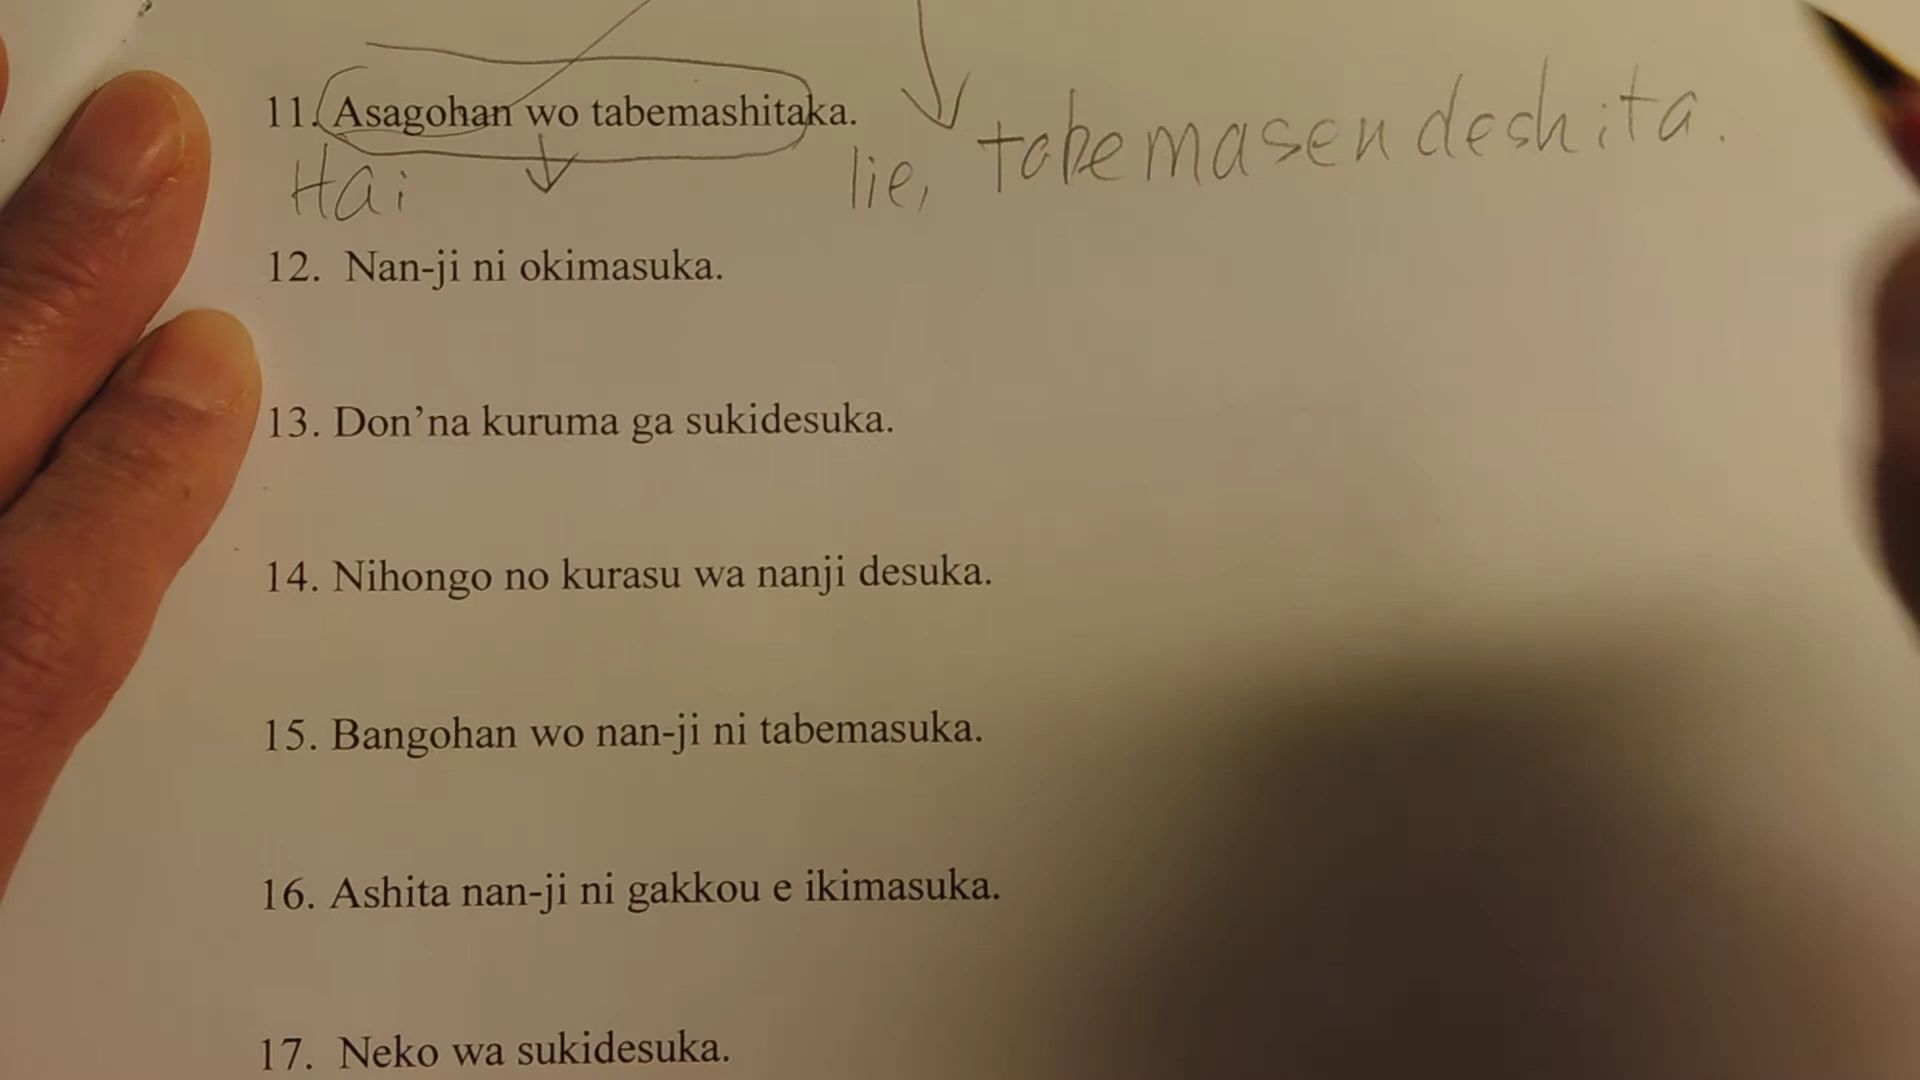 11. Asagohan wo tabemashitaka.
Hai
Iie, tabemasendeshita.
12. Nan-ji ni okimasuka.
13. Don’na kuruma ga sukidesuka.
14. Nihongo no kurasu wa nanji desuka.
15. Bangohan wo nan-ji ni tabemasuka.
16. Ashita nan-ji ni gakkou e ikimasuka.
17. Neko wa sukidesuka.